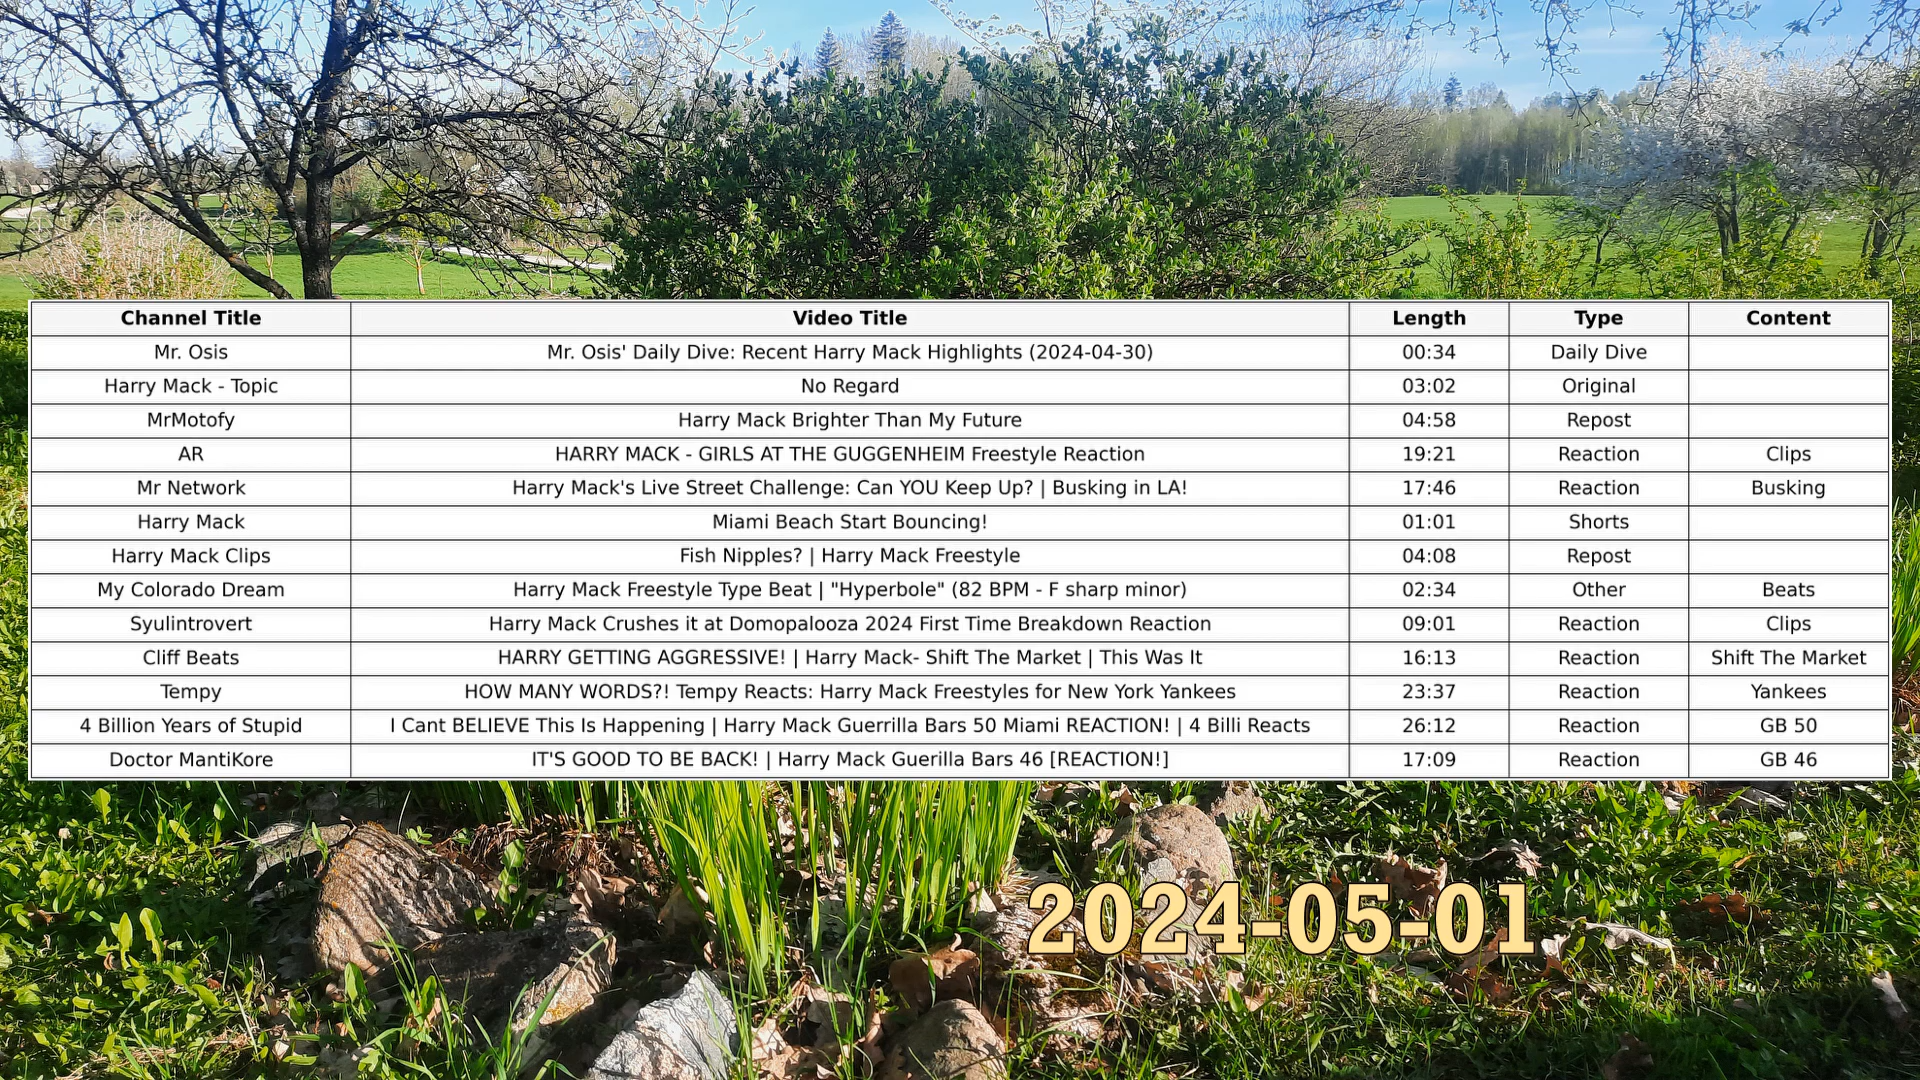 Channel Title Video Title Length Type Content
Mr. Osis Mr. Osis' Daily Dive: Recent Harry Mack Highlights (2024-04-30) 00:34 Daily Dive
Harry Mack - Topic No Regard 03:02 Original
MrMotofy Harry Mack Brighter Than My Future 04:58 Repost
AR HARRY MACK - GIRLS AT THE GUGGENHEIM Freestyle Reaction 19:21 Reaction Clips
Mr Network Harry Mack's Live Street Challenge: Can YOU Keep Up? | Busking in LA! 17:46 Reaction Busking
Harry Mack Miami Beach Start Bouncing! 01:01 Shorts
Harry Mack Clips Fish Nipples? | Harry Mack Freestyle 04:08 Repost
My Colorado Dream Harry Mack Freestyle Type Beat | "Hyperbole" (82 BPM - F sharp minor) 02:34 Other Beats
Syulintrovert Harry Mack Crushes it at Domopalooza 2024 First Time Breakdown Reaction 09:01 Reaction Clips
Cliff Beats HARRY GETTING AGGRESSIVE! | Harry Mack- Shift The Market | This Was It 16:13 Reaction Shift The Market
Tempy HOW MANY WORDS?! Tempy Reacts: Harry Mack Freestyles for New York Yankees 23:37 Reaction Yankees
4 Billion Years of Stupid I Cant BELIEVE This Is Happening | Harry Mack Guerrilla Bars 50 Miami REACTION! | 4 Billi Reacts 26:12 Reaction GB 50
Doctor MantiKore IT'S GOOD TO BE BACK! | Harry Mack Guerilla Bars 46 [REACTION!] 17:09 Reaction GB 46
2024-05-01